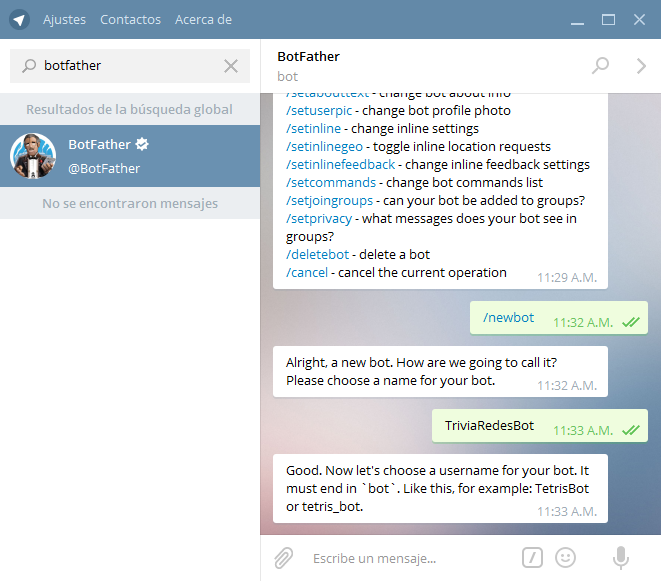 Ajustes Contactos Acerca de
botfather
Resultados de la búsqueda global
BotFather
@BotFather
No se encontraron mensajes
BotFather
bot
/setabouttext - change bot about info
/setuserpic - change bot profile photo
/setinline - change inline settings
/setinlinegeo - toggle inline location requests
/setinlinefeedback - change inline feedback settings
/setcommands - change bot commands list
/setjoingroups - can your bot be added to groups?
/setprivacy - what messages does your bot see in
groups?
/deletebot - delete a bot
/cancel - cancel the current operation
11:29 A.M.
/newbot
11:32 A.M.
Alright, a new bot. How are we going to call it?
Please choose a name for your bot.
11:32 A.M.
TriviaRedesBot
11:33 A.M.
Good. Now let's choose a username for your bot. It
must end in `bot`. Like this, for example: TetrisBot
or tetris_bot.
11:33 A.M.
Escribe un mensaje...